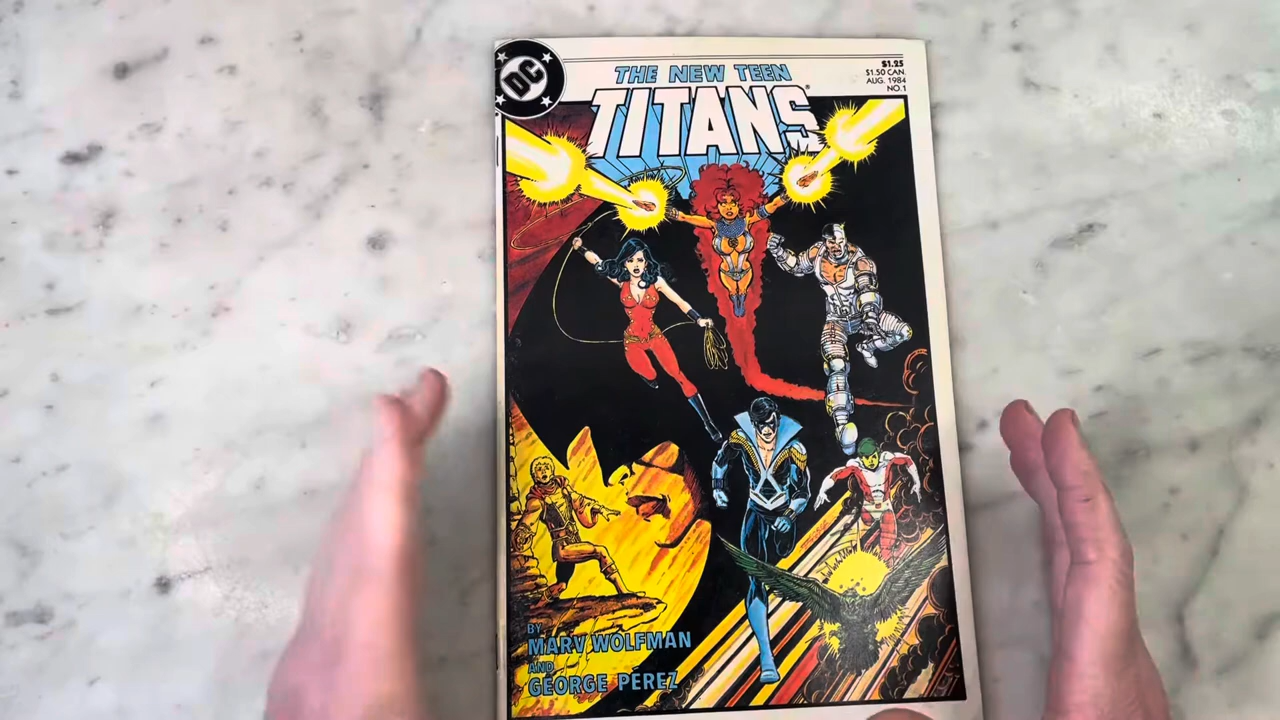 DC
THE NEW TEEN
TITANS®
$1.25
$1.50 CAN.
AUG. 1984
NO. 1
BY
MARV WOLFMAN
AND
GEORGE PÉREZ